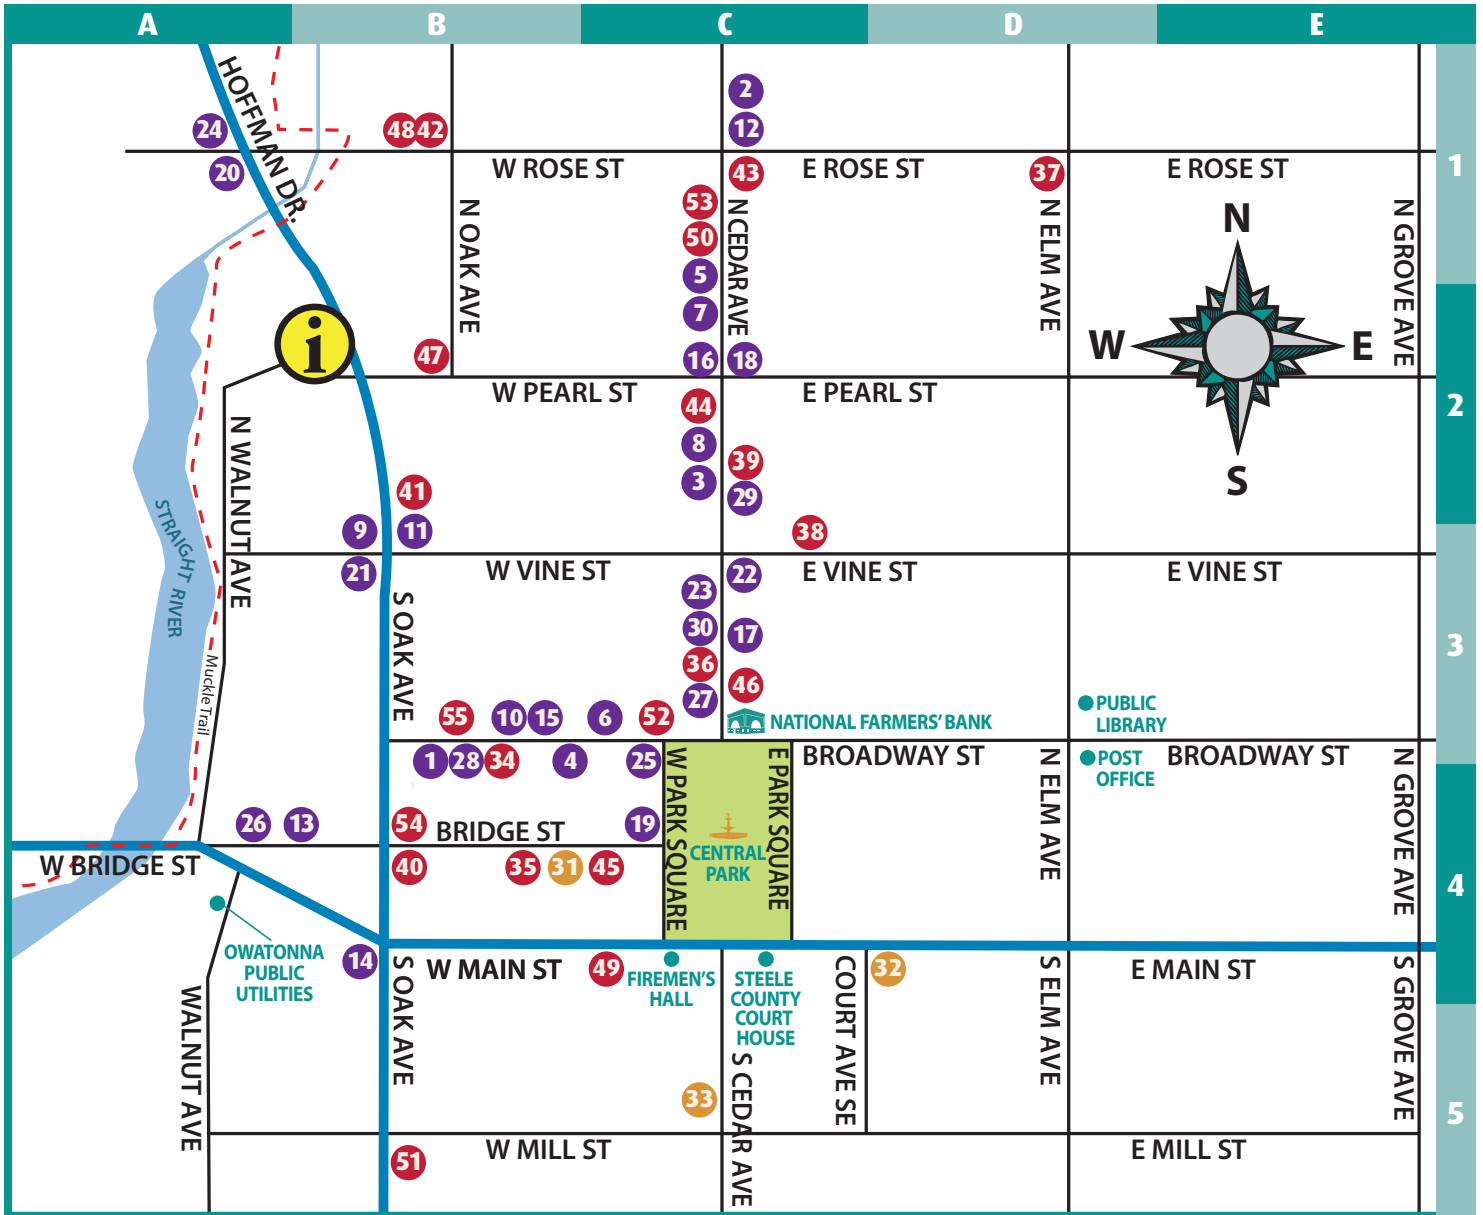 A B C D E
HOFFMAN DR.
2
24
48 42
12
1
20
W ROSE ST
43
E ROSE ST
37
E ROSE ST
53
N OAK AVE
N CEDAR AVE
N ELM AVE
N GROVE AVE
N
50
5
7
i
W
E
47
16
18
W PEARL ST
E PEARL ST
2
44
N WALNUT AVE
8
39
3
S
41
29
STRAIGHT RIVER
9
11
38
21
W VINE ST
22
E VINE ST
E VINE ST
23
S OAK AVE
30
17
3
36
Muckle Trail
46
27
PUBLIC
LIBRARY
55
10
15
6
52
NATIONAL FARMERS' BANK
1
28
34
4
25
W PARK SQUARE
E PARK SQUARE
BROADWAY ST
N ELM AVE
POST
OFFICE
BROADWAY ST
N GROVE AVE
26
13
54
BRIDGE ST
19
CENTRAL
PARK
W BRIDGE ST
40
35
31
45
4
OWATONNA
PUBLIC
UTILITIES
14
S OAK AVE
W MAIN ST
49
FIREMEN'S
HALL
STEELE
COUNTY
COURT
HOUSE
COURT AVE SE
32
S ELM AVE
E MAIN ST
S GROVE AVE
WALNUT AVE
S CEDAR AVE
33
5
51
W MILL ST
E MILL ST